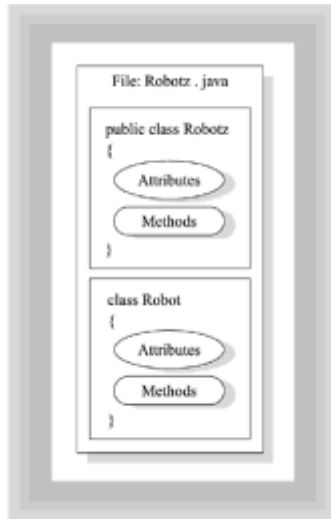 File: Robotz . java
public class Robotz
{
Attributes
Methods
}
class Robot
{
Attributes
Methods
}